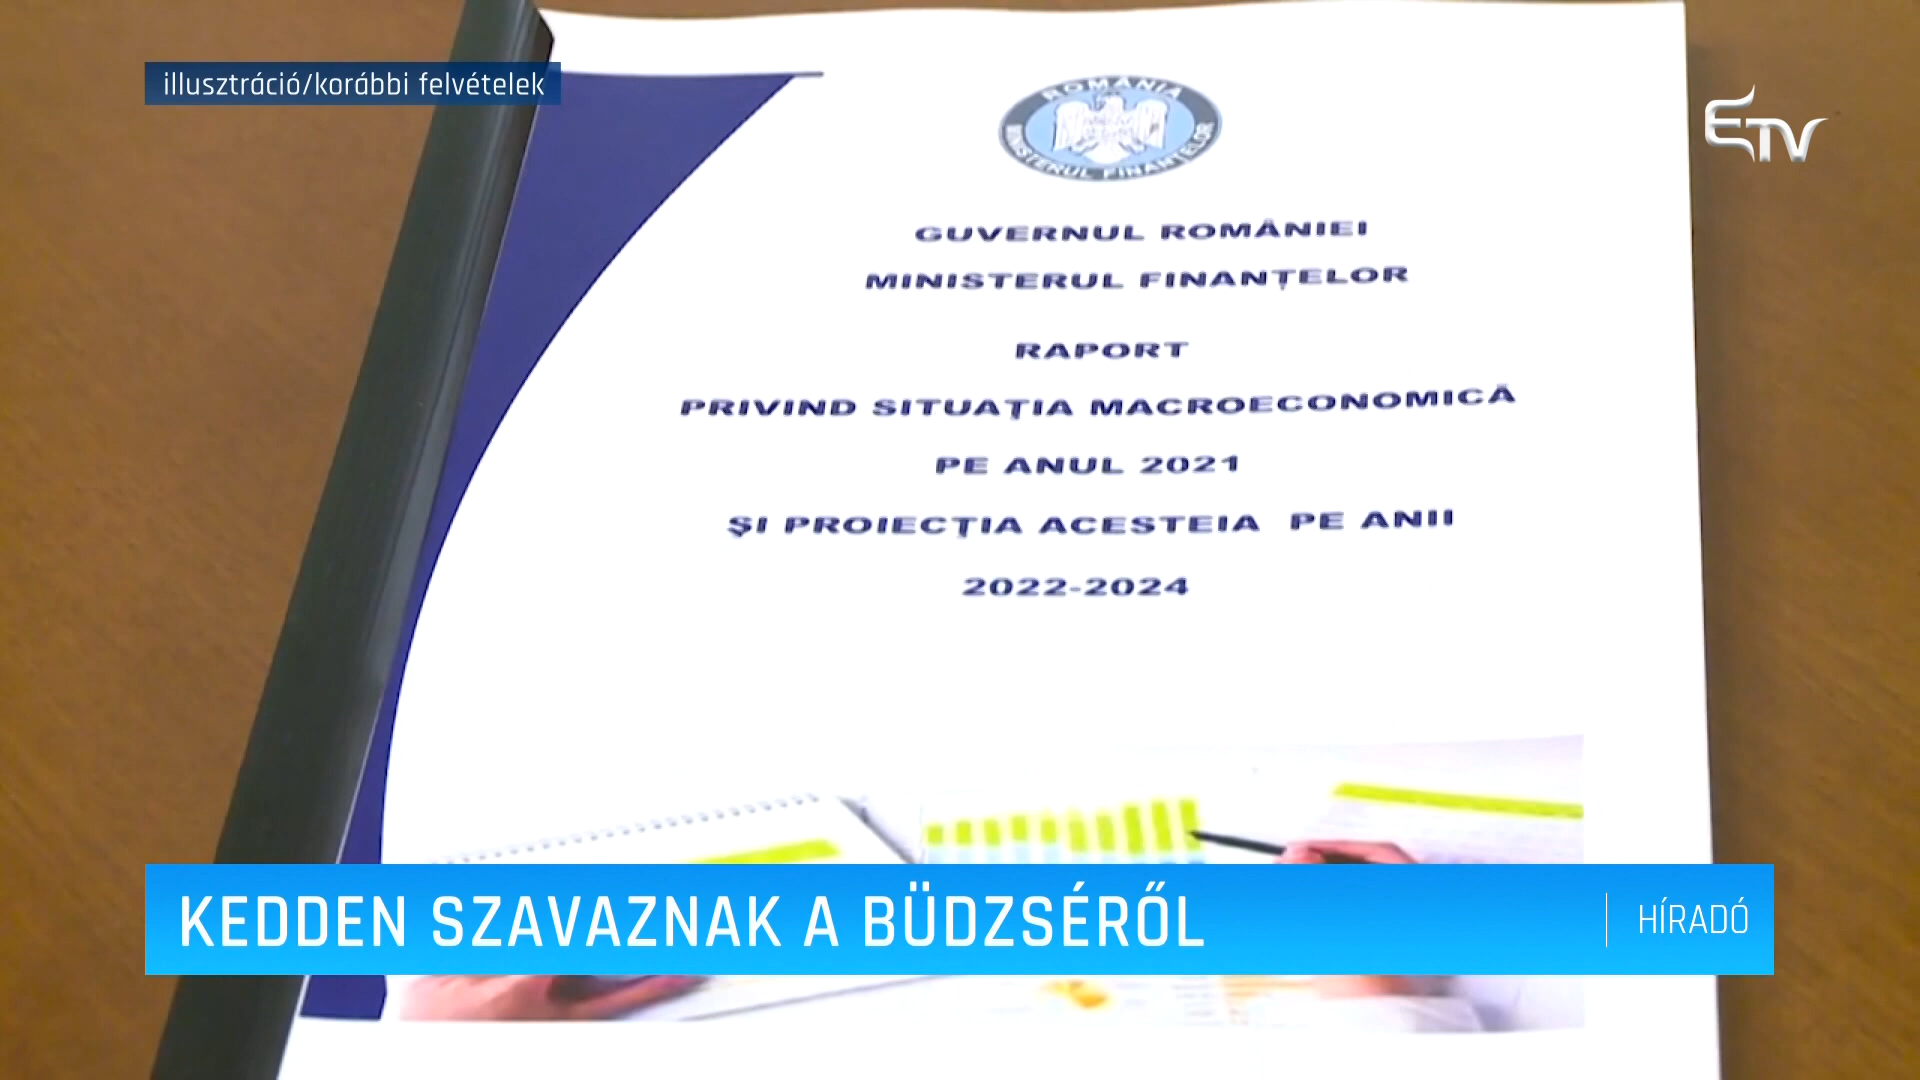 illusztráció/korábbi felvételek
ETV
ROMÂNIA
MINISTERUL FINANȚELOR
GUVERNUL ROMÂNIEI
MINISTERUL FINANȚELOR
RAPORT
PRIVIND SITUAȚIA MACROECONOMICĂ
PE ANUL 2021
ȘI PROIECȚIA ACESTEIA PE ANII
2022-2024
KEDDEN SZAVAZNAK A BÜDZSÉRŐL
HÍRADÓ